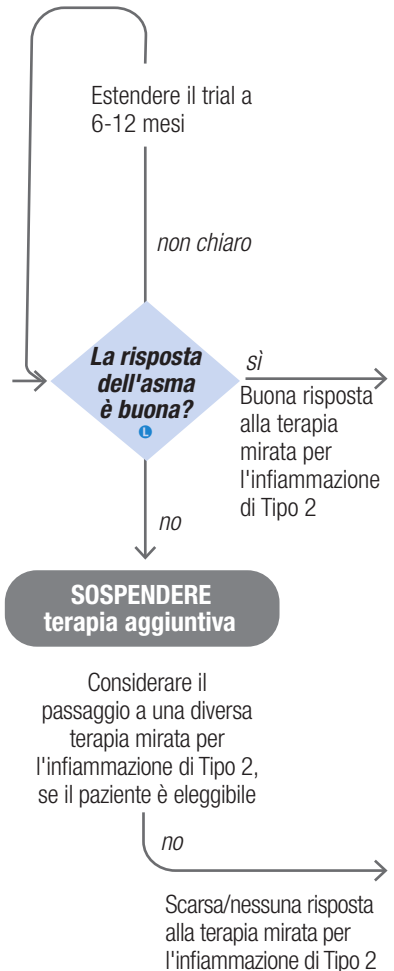 Estendere il trial a
6-12 mesi
non chiaro
La risposta
dell'asma
è buona?
L
sì
Buona risposta
alla terapia
mirata per
l'infiammazione
di Tipo 2
no
SOSPENDERE
terapia aggiuntiva
Considerare il
passaggio a una diversa
terapia mirata per
l'infiammazione di Tipo 2,
se il paziente è eleggibile
no
Scarsa/nessuna risposta
alla terapia mirata per
l'infiammazione di Tipo 2